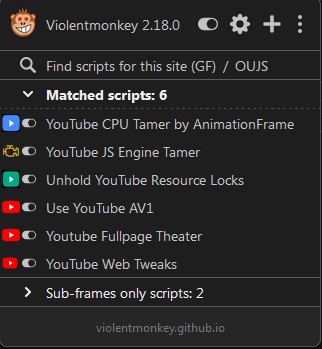 Violentmonkey 2.18.0
Find scripts for this site (GF) / OUJS
Matched scripts: 6
YouTube CPU Tamer by AnimationFrame
YouTube JS Engine Tamer
Unhold YouTube Resource Locks
Use YouTube AV1
Youtube Fullpage Theater
YouTube Web Tweaks
Sub-frames only scripts: 2
violentmonkey.github.io